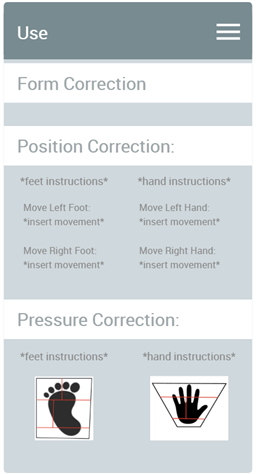 Use
Form Correction
Position Correction:
*feet instructions* *hand instructions*
Move Left Foot: Move Left Hand:
*insert movement* *insert movement*
Move Right Foot: Move Right Hand:
*insert movement* *insert movement*
Pressure Correction:
*feet instructions* *hand instructions*